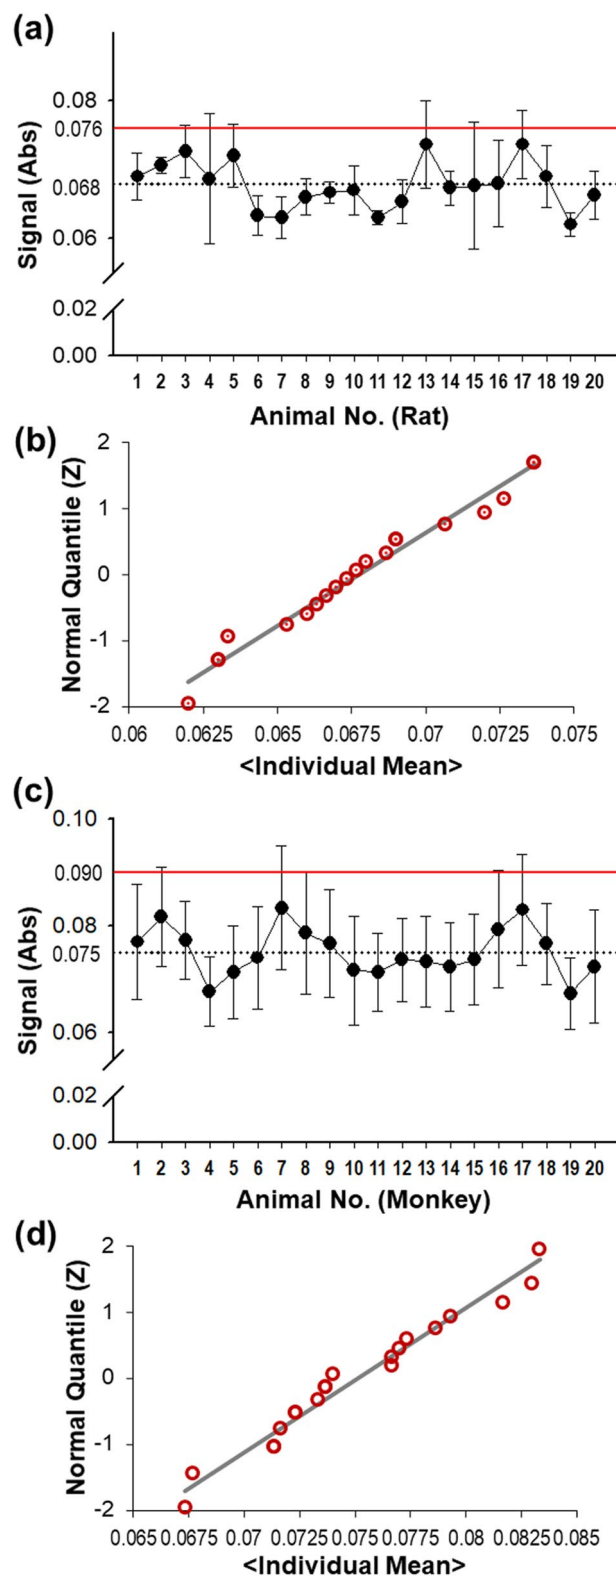 (a)
Signal (Abs)
0.08
0.076
0.068
0.06
0.02
0.00
1 2 3 4 5 6 7 8 9 10 11 12 13 14 15 16 17 18 19 20
Animal No. (Rat)
(b)
Normal Quantile (Z)
2
1
0
-1
-2
0.06 0.0625 0.065 0.0675 0.07 0.0725 0.075
<Individual Mean>
(c)
Signal (Abs)
0.10
0.090
0.08
0.075
0.06
0.02
0.00
1 2 3 4 5 6 7 8 9 10 11 12 13 14 15 16 17 18 19 20
Animal No. (Monkey)
(d)
Normal Quantile (Z)
2
1
0
-1
-2
0.065 0.0675 0.07 0.0725 0.0775 0.08 0.0825 0.085
<Individual Mean>